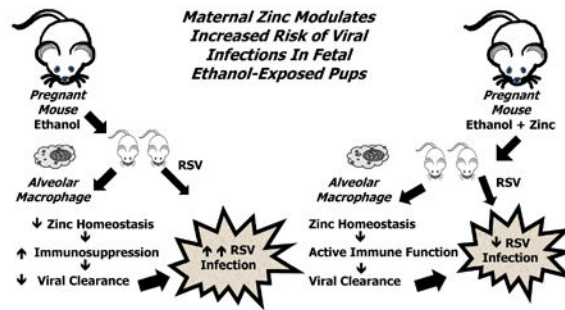 Maternal Zinc Modulates
Increased Risk of Viral
Infections In Fetal
Ethanol-Exposed Pups
Pregnant
Mouse
Ethanol
RSV
Alveolar
Macrophage
↓ Zinc Homeostasis
↓
↑ Immunosuppression
↓
↓ Viral Clearance
↑ ↑ RSV
Infection
Pregnant
Mouse
Ethanol + Zinc
RSV
Alveolar
Macrophage
Zinc Homeostasis
↓
Active Immune Function
↓
Viral Clearance
↓ RSV
Infection